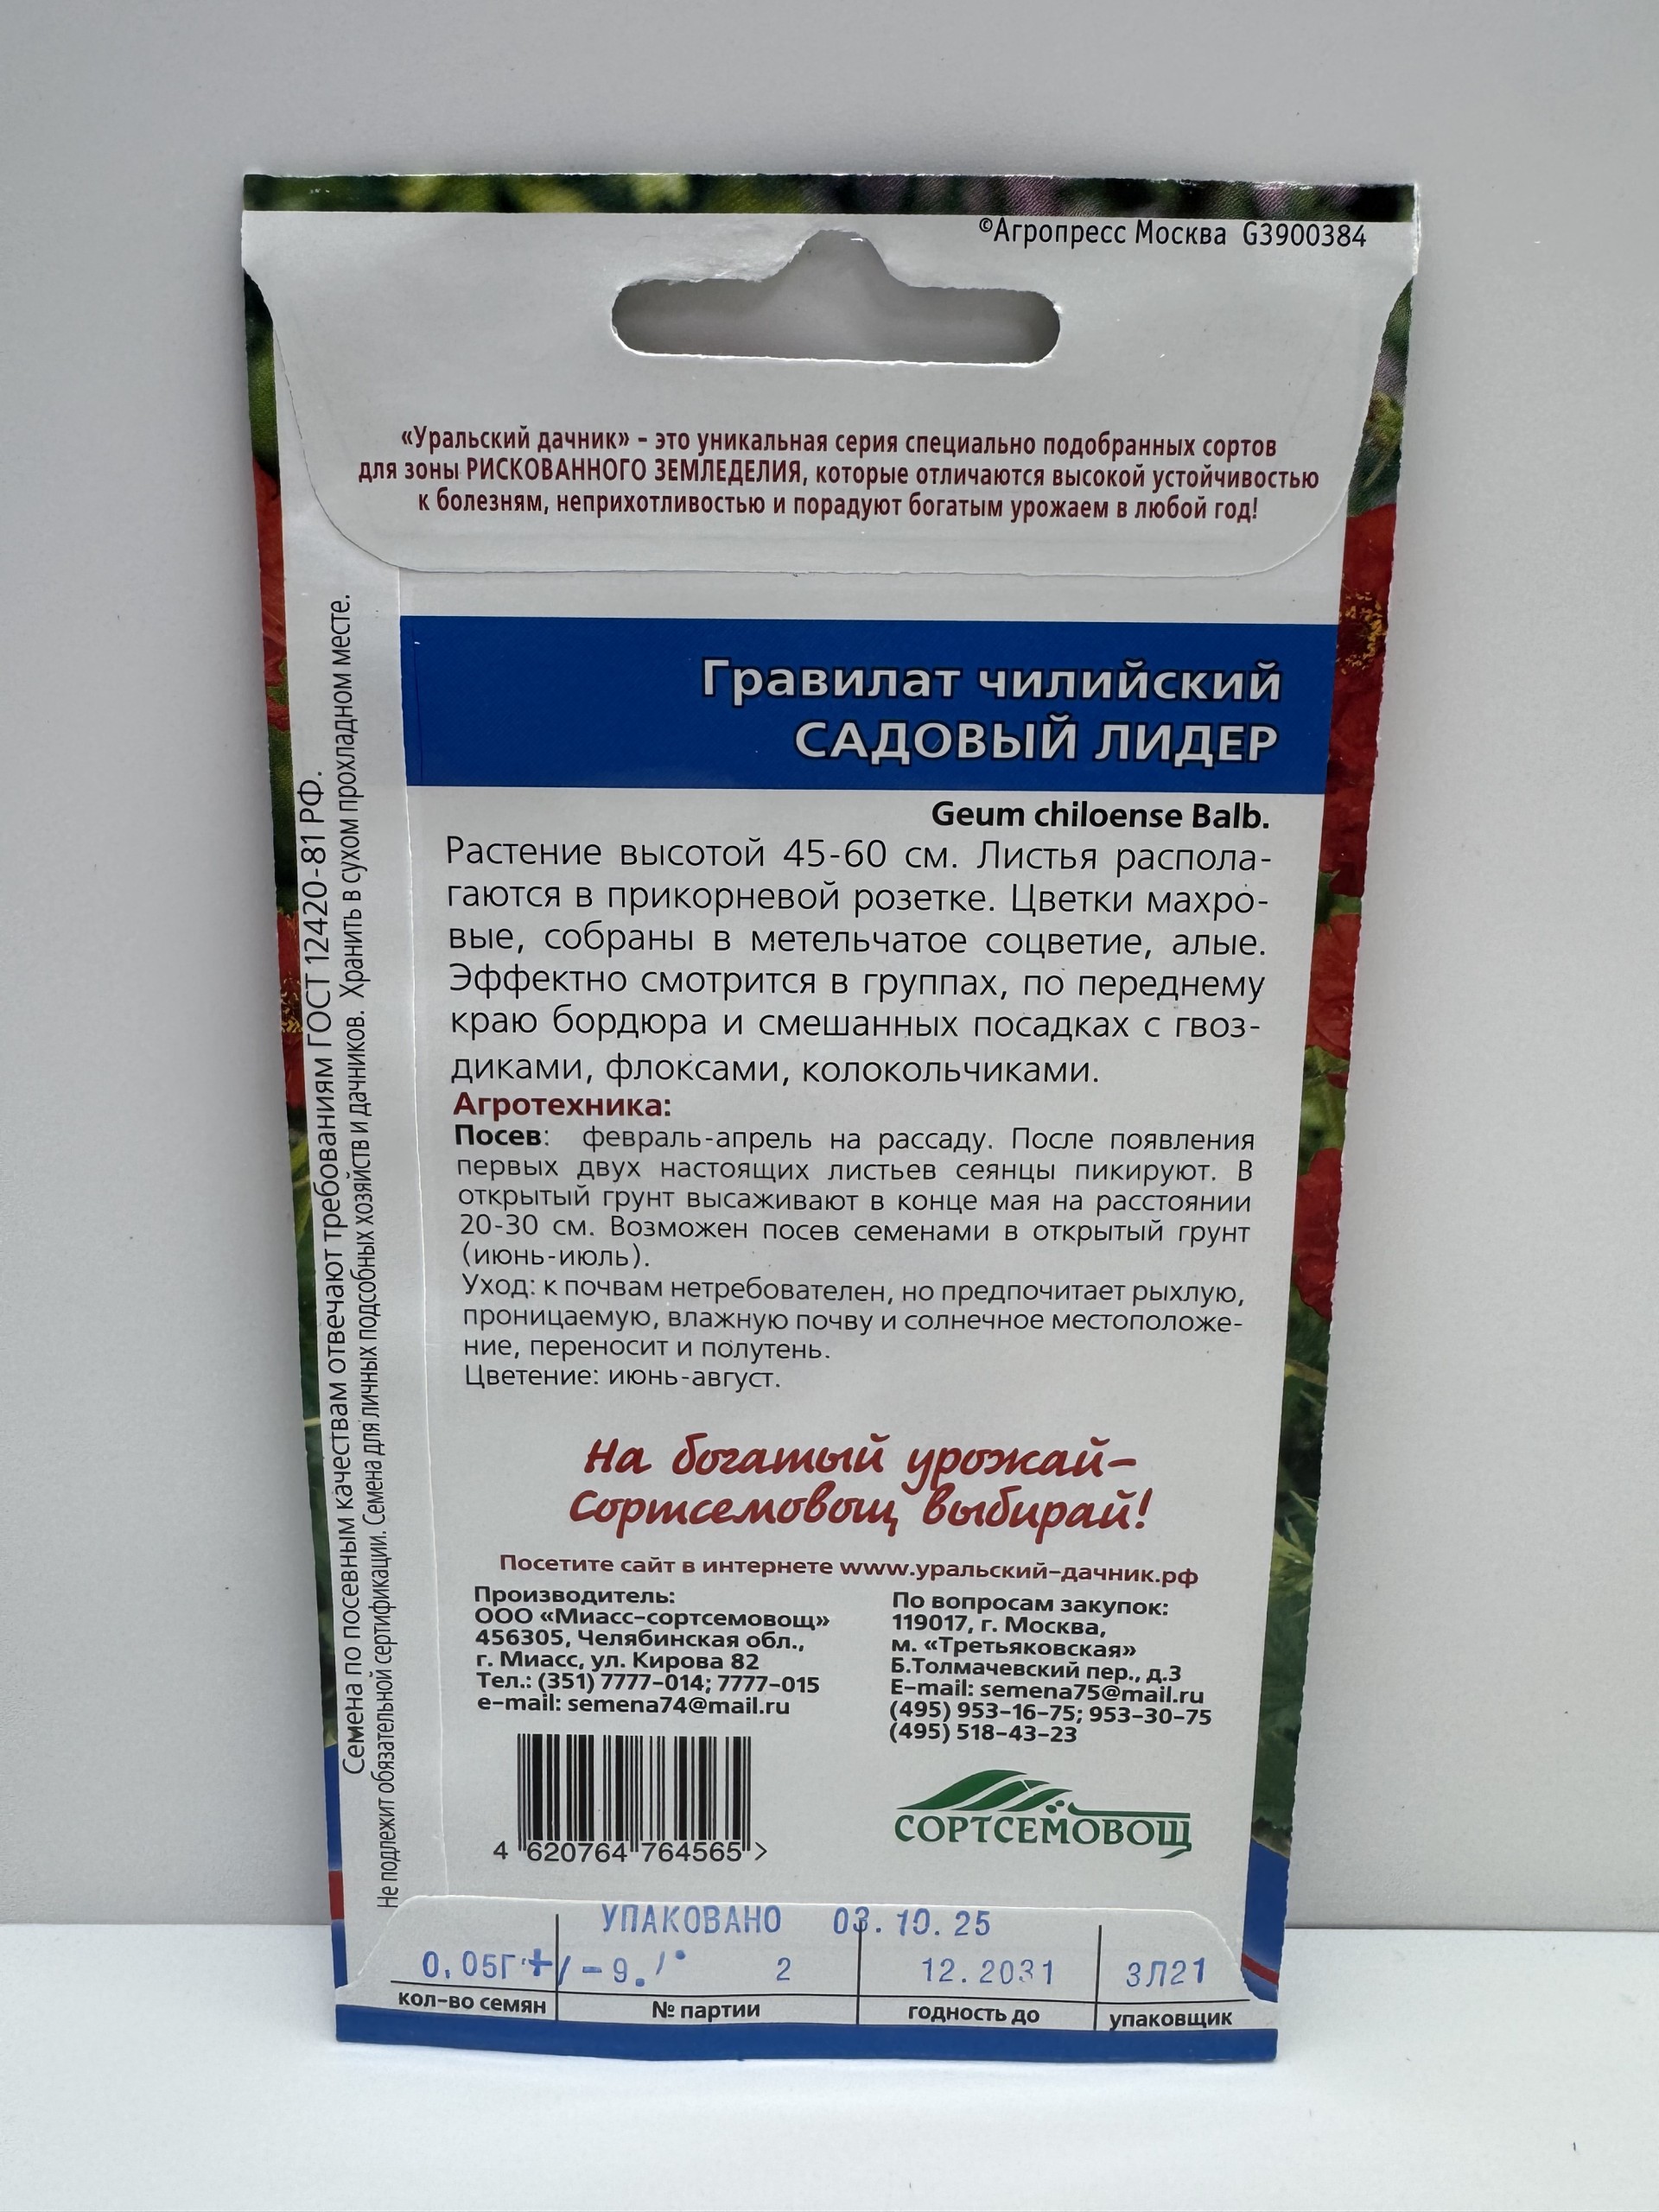 ©Агропресс Москва G3900384
«Уральский дачник» – это уникальная серия специально подобранных сортов
для зоны РИСКОВАННОГО ЗЕМЛЕДЕЛИЯ, которые отличаются высокой устойчивостью
к болезням, неприхотливостью и порадуют богатым урожаем в любой год!
Гравилат чилийский
САДОВЫЙ ЛИДЕР
Geum chiloense Balb.
Растение высотой 45-60 см. Листья распола-
гаются в прикорневой розетке. Цветки махро-
вые, собраны в метельчатое соцветие, алые.
Эффектно смотрится в группах, по переднему
краю бордюра и смешанных посадках с гвоз-
диками, флоксами, колокольчиками.
Агротехника:
Посев: февраль-апрель на рассаду. После появления
первых двух настоящих листьев сеянцы пикируют. В
открытый грунт высаживают в конце мая на расстоянии
20-30 см. Возможен посев семенами в открытый грунт
(июнь-июль).
Уход: к почвам нетребователен, но предпочитает рыхлую,
проницаемую, влажную почву и солнечное местоположе-
ние, переносит и полутень.
Цветение: июнь-август.
На богатый урожай–
Сортсемовощ выбирай!
Посетите сайт в интернете www.уральский-дачник.рф
Производитель:
ООО «Миасс-сортсемовощ»
456305, Челябинская обл.,
г. Миасс, ул. Кирова 82
Тел.: (351) 7777-014; 7777-015
e-mail: semena74@mail.ru
По вопросам закупок:
119017, г. Москва,
м. «Третьяковская»
Б.Толмачевский пер., д.3
E-mail: semena75@mail.ru
(495) 953-16-75; 953-30-75
(495) 518-43-23
4 620764 764565 >
СОРТСЕМОВОЩ
УПАКОВАНО 03.10.25
0,05Г +/-9. 2 12.2031 ЗЛ21
кол-во семян № партии годность до упаковщик
Семена по посевным качествам отвечают требованиям ГОСТ 12420-81 РФ.
Не подлежит обязательной сертификации. Семена для личных подсобных хозяйств и дачников. Хранить в сухом прохладном месте.